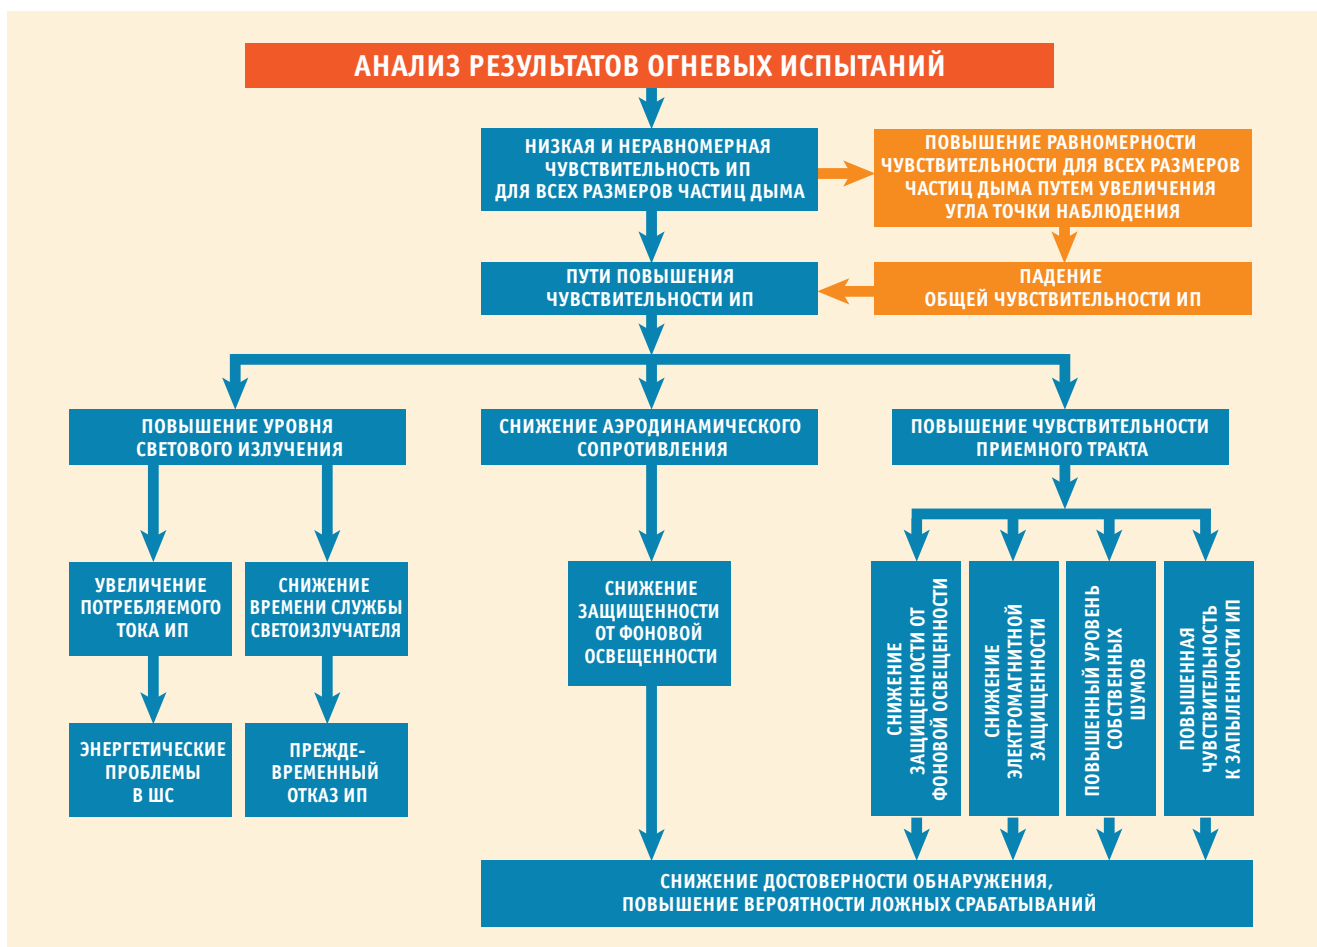 АНАЛИЗ РЕЗУЛЬТАТОВ ОГНЕВЫХ ИСПЫТАНИЙ
НИЗКАЯ И НЕРАВНОМЕРНАЯ
ЧУВСТВИТЕЛЬНОСТЬ ИП
ДЛЯ ВСЕХ РАЗМЕРОВ ЧАСТИЦ ДЫМА
ПОВЫШЕНИЕ РАВНОМЕРНОСТИ
ЧУВСТВИТЕЛЬНОСТИ ДЛЯ ВСЕХ РАЗМЕРОВ
ЧАСТИЦ ДЫМА ПУТЕМ УВЕЛИЧЕНИЯ
УГЛА ТОЧКИ НАБЛЮДЕНИЯ
ПУТИ ПОВЫШЕНИЯ
ЧУВСТВИТЕЛЬНОСТИ ИП
ПАДЕНИЕ
ОБЩЕЙ ЧУВСТВИТЕЛЬНОСТИ ИП
ПОВЫШЕНИЕ УРОВНЯ
СВЕТОВОГО ИЗЛУЧЕНИЯ
СНИЖЕНИЕ АЭРОДИНАМИЧЕСКОГО
СОПРОТИВЛЕНИЯ
ПОВЫШЕНИЕ ЧУВСТВИТЕЛЬНОСТИ
ПРИЕМНОГО ТРАКТА
УВЕЛИЧЕНИЕ
ПОТРЕБЛЯЕМОГО
ТОКА ИП
СНИЖЕНИЕ
ВРЕМЕНИ СЛУЖБЫ
СВЕТОИЗЛУЧАТЕЛЯ
СНИЖЕНИЕ
ЗАЩИЩЕННОСТИ
ОТ ФОНОВОЙ
ОСВЕЩЕННОСТИ
СНИЖЕНИЕ
ЗАЩИЩЕННОСТИ ОТ
ФОНОВОЙ ОСВЕЩЕННОСТИ
СНИЖЕНИЕ
ЭЛЕКТРОМАГНИТНОЙ
ЗАЩИЩЕННОСТИ
ПОВЫШЕННЫЙ УРОВЕНЬ
СОБСТВЕННЫХ
ШУМОВ
ПОВЫШЕННАЯ
ЧУВСТВИТЕЛЬНОСТЬ
К ЗАПЫЛЕННОСТИ ИП
ЭНЕРГЕТИЧЕСКИЕ
ПРОБЛЕМЫ
В ШС
ПРЕЖДЕ-
ВРЕМЕННЫЙ
ОТКАЗ ИП
СНИЖЕНИЕ ДОСТОВЕРНОСТИ ОБНАРУЖЕНИЯ,
ПОВЫШЕНИЕ ВЕРОЯТНОСТИ ЛОЖНЫХ СРАБАТЫВАНИЙ